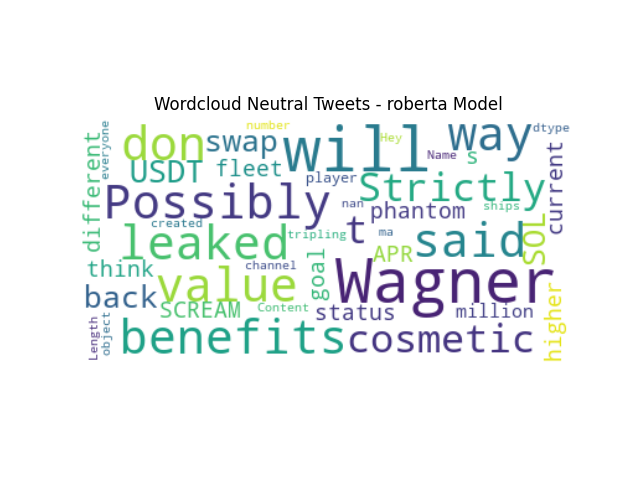 Wordcloud Neutral Tweets - roberta Model
different
everyone
don
swap
number
will
Hey
Name
way
s
dtype
USDT
fleet
player
Strictly
current
Possibly
nan
phantom
ships
created
t
leaked
tripling
ma
APR
said
SOL
think
value
channel
goal
Wagner
back
SCREAM
Content
status
million
higher
Length
object
benefits
cosmetic